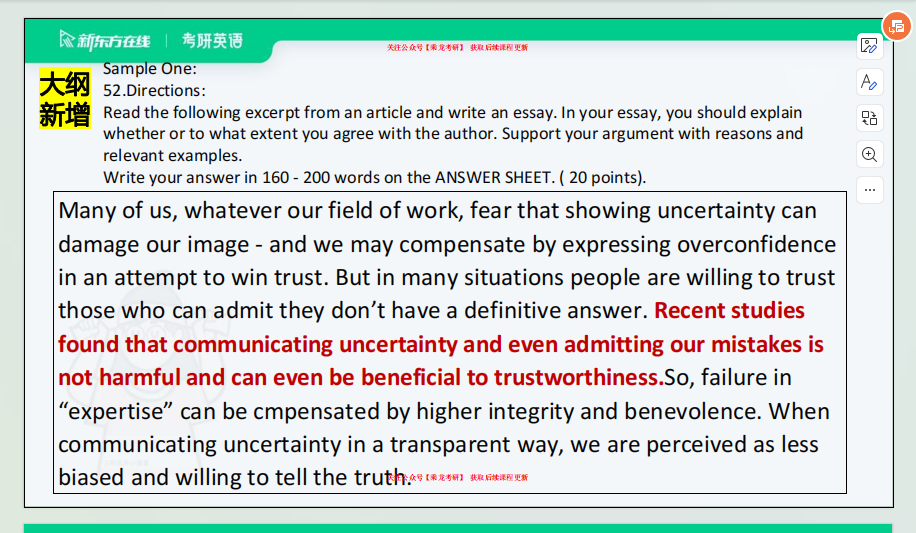 新东方在线 | 考研英语
关注公众号【乘龙考研】 获取后续课程更新
大纲
新增
Sample One:
52.Directions:
Read the following excerpt from an article and write an essay. In your essay, you should explain
whether or to what extent you agree with the author. Support your argument with reasons and
relevant examples.
Write your answer in 160 - 200 words on the ANSWER SHEET. ( 20 points).
Many of us, whatever our field of work, fear that showing uncertainty can
damage our image - and we may compensate by expressing overconfidence
in an attempt to win trust. But in many situations people are willing to trust
those who can admit they don’t have a definitive answer. Recent studies
found that communicating uncertainty and even admitting our mistakes is
not harmful and can even be beneficial to trustworthiness.So, failure in
“expertise” can be cmpensated by higher integrity and benevolence. When
communicating uncertainty in a transparent way, we are perceived as less
biased and willing to tell the truth.
关注公众号【乘龙考研】 获取后续课程更新